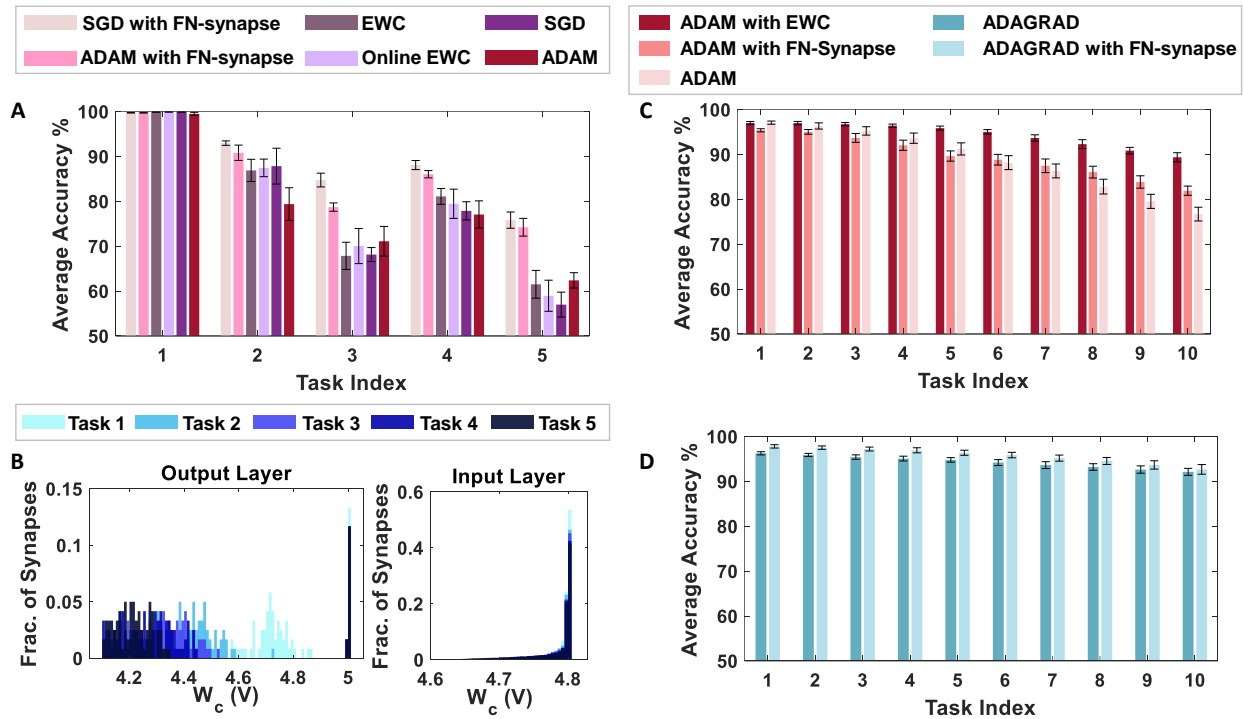 SGD with FN-synapse EWC SGD
ADAM with FN-synapse Online EWC ADAM
A
Average Accuracy %
100
90
80
70
60
50
1 2 3 4 5
Task Index
Task 1 Task 2 Task 3 Task 4 Task 5
B
Output Layer
Frac. of Synapses
0.15
0.1
0.05
0
4.2 4.4 4.6 4.8 5
W_c (V)
Input Layer
Frac. of Synapses
0.6
0.4
0.2
0
4.6 4.7 4.8
W_c (V)
ADAM with EWC ADAGRAD
ADAM with FN-Synapse ADAGRAD with FN-synapse
ADAM
C
Average Accuracy %
100
90
80
70
60
50
1 2 3 4 5 6 7 8 9 10
Task Index
D
Average Accuracy %
100
90
80
70
60
50
1 2 3 4 5 6 7 8 9 10
Task Index